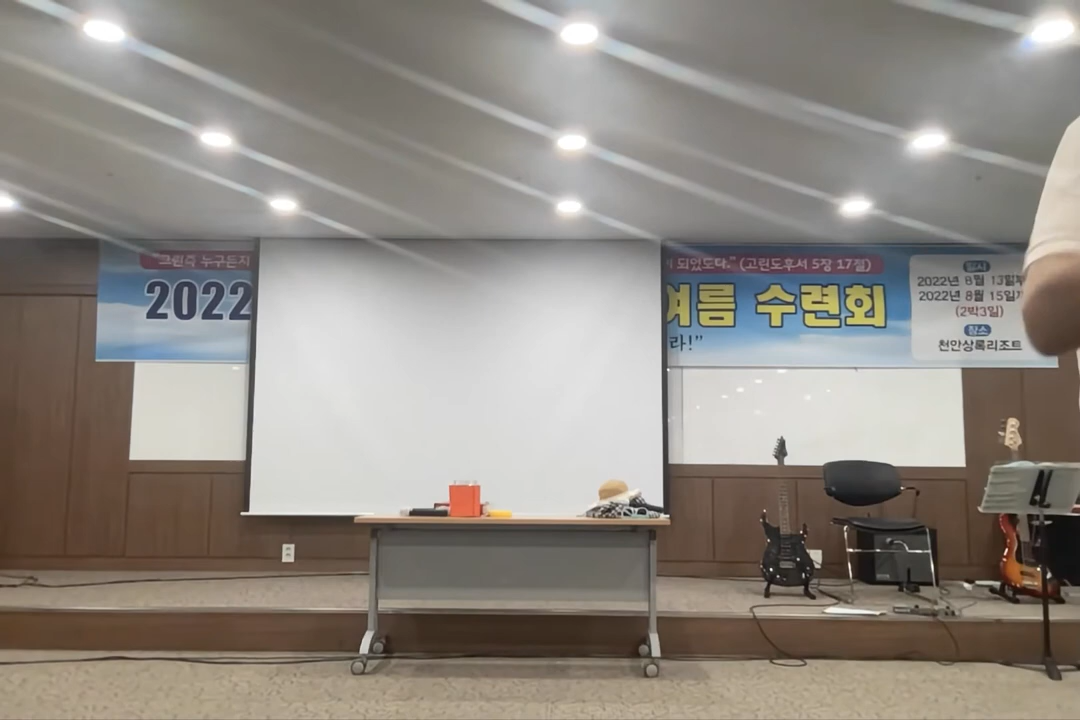 "그런즉 누구든지
2022
되었도다." (고린도후서 5장 17절)
여름 수련회
라!"
일시
2022년 8월 13일
2022년 8월 15일
(2박3일)
장소
천안상록리조트